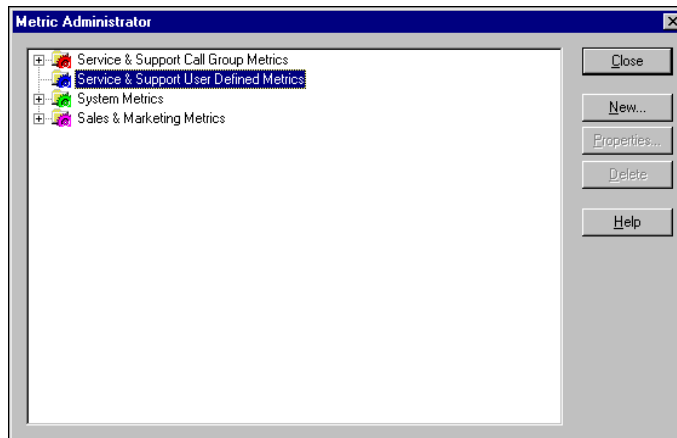 Metric Administrator
Service & Support Call Group Metrics
Service & Support User Defined Metrics
System Metrics
Sales & Marketing Metrics
Close
New...
Properties...
Delete
Help